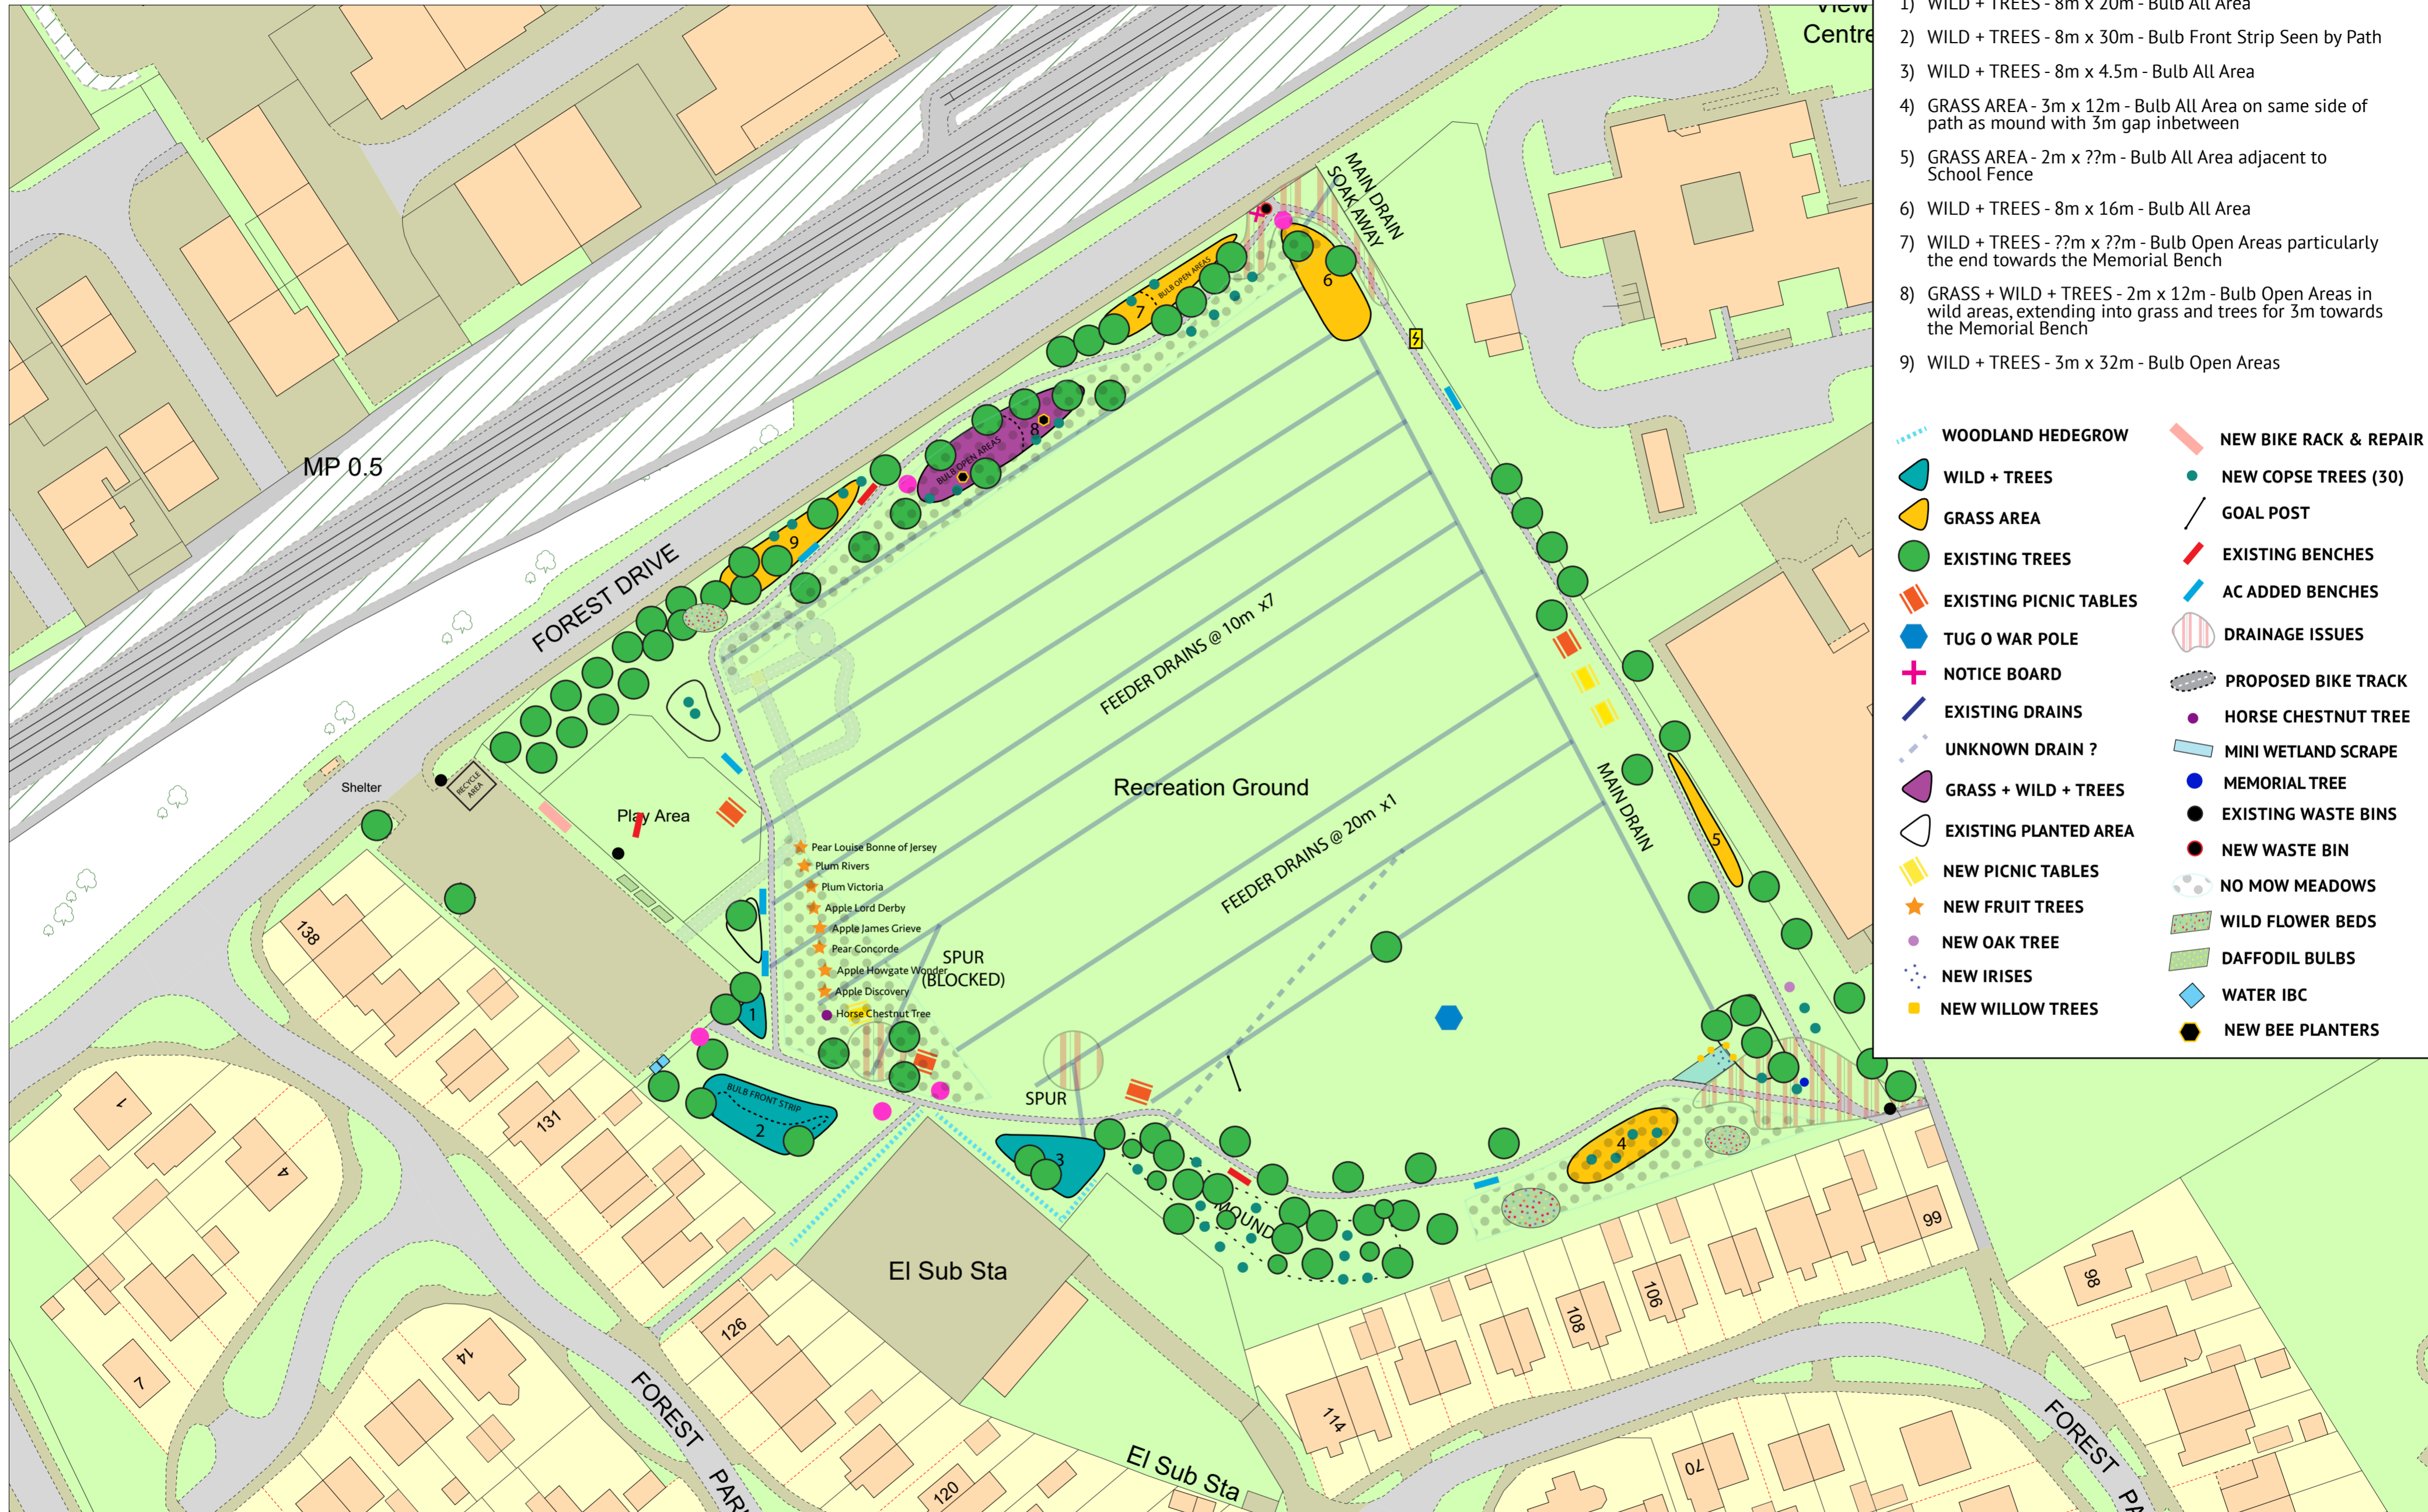 View
Centre
1) WILD + TREES - 8m x 20m - Bulb All Area
2) WILD + TREES - 8m x 30m - Bulb Front Strip Seen by Path
3) WILD + TREES - 8m x 4.5m - Bulb All Area
4) GRASS AREA - 3m x 12m - Bulb All Area on same side of
path as mound with 3m gap inbetween
5) GRASS AREA - 2m x ??m - Bulb All Area adjacent to
School Fence
6) WILD + TREES - 8m x 16m - Bulb All Area
7) WILD + TREES - ??m x ??m - Bulb Open Areas particularly
the end towards the Memorial Bench
8) GRASS + WILD + TREES - 2m x 12m - Bulb Open Areas in
wild areas, extending into grass and trees for 3m towards
the Memorial Bench
9) WILD + TREES - 3m x 32m - Bulb Open Areas
WOODLAND HEDEGROW
WILD + TREES
GRASS AREA
EXISTING TREES
EXISTING PICNIC TABLES
TUG O WAR POLE
NOTICE BOARD
EXISTING DRAINS
UNKNOWN DRAIN ?
GRASS + WILD + TREES
EXISTING PLANTED AREA
NEW PICNIC TABLES
NEW FRUIT TREES
NEW OAK TREE
NEW IRISES
NEW WILLOW TREES
NEW BIKE RACK & REPAIR
NEW COPSE TREES (30)
GOAL POST
EXISTING BENCHES
AC ADDED BENCHES
DRAINAGE ISSUES
PROPOSED BIKE TRACK
HORSE CHESTNUT TREE
MINI WETLAND SCRAPE
MEMORIAL TREE
EXISTING WASTE BINS
NEW WASTE BIN
NO MOW MEADOWS
WILD FLOWER BEDS
DAFFODIL BULBS
WATER IBC
NEW BEE PLANTERS
MAIN DRAIN
SOAK AWAY
6
BULB OPEN AREAS
7
8
BULB OPEN AREAS
9
MP 0.5
FOREST DRIVE
FEEDER DRAINS @ 10m x7
Recreation Ground
FEEDER DRAINS @ 20m x1
MAIN DRAIN
5
Shelter
RECYCLE
AREA
Play Area
Pear Louise Bonne of Jersey
Plum Rivers
Plum Victoria
Apple Lord Derby
Apple James Grieve
Pear Concorde
Apple Howgate Wonder
Apple Discovery
Horse Chestnut Tree
SPUR
(BLOCKED)
1
BULB FRONT STRIP
2
SPUR
3
MOUND
4
138
131
1
4
7
14
126
El Sub Sta
El Sub Sta
120
114
108
106
99
98
70
FOREST
PARK
FOREST
PA